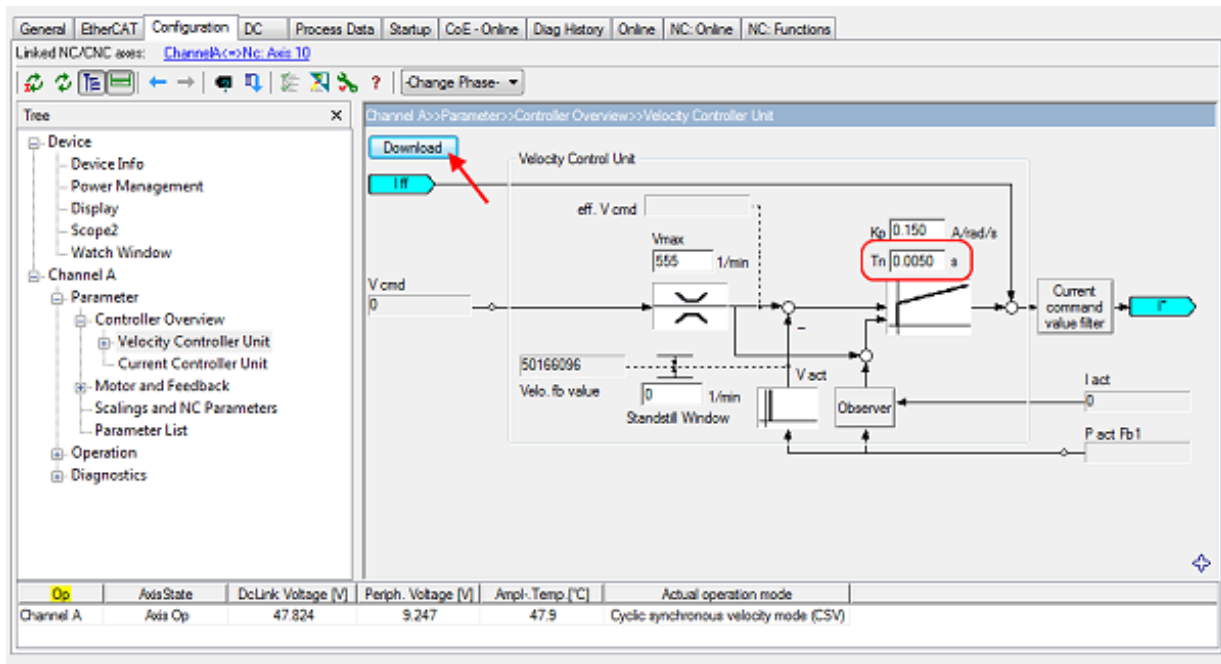 General EtherCAT Configuration DC Process Data Startup CoE - Online Diag History Online NC: Online NC: Functions
Linked NC/CNC axes: ChannelA<=>Nc: Axis 10
? -Change Phase-
Tree x
Channel A>>Parameter>>Controller Overview>>Velocity Controller Unit
Device
Device Info
Power Management
Display
Scope2
Watch Window
Channel A
Parameter
Controller Overview
Velocity Controller Unit
Current Controller Unit
Motor and Feedback
Scalings and NC Parameters
Parameter List
Operation
Diagnostics
Download
Velocity Control Unit
I ff
eff. V cmd
Vmax
555 1/min
Kp 0.150 A/rad/s
Tn 0.0050 s
V cmd
0
Current
command
value filter
50166096
Velo. fb value
0 1/min
Standstill Window
V act
Observer
I act
0
P act Fb1
Op AxisState DcLink Voltage [V] Periph. Voltage [V] Ampl-.Temp.[°C] Actual operation mode
Channel A Axis Op 47.824 9.247 47.9 Cyclic synchronous velocity mode (CSV)